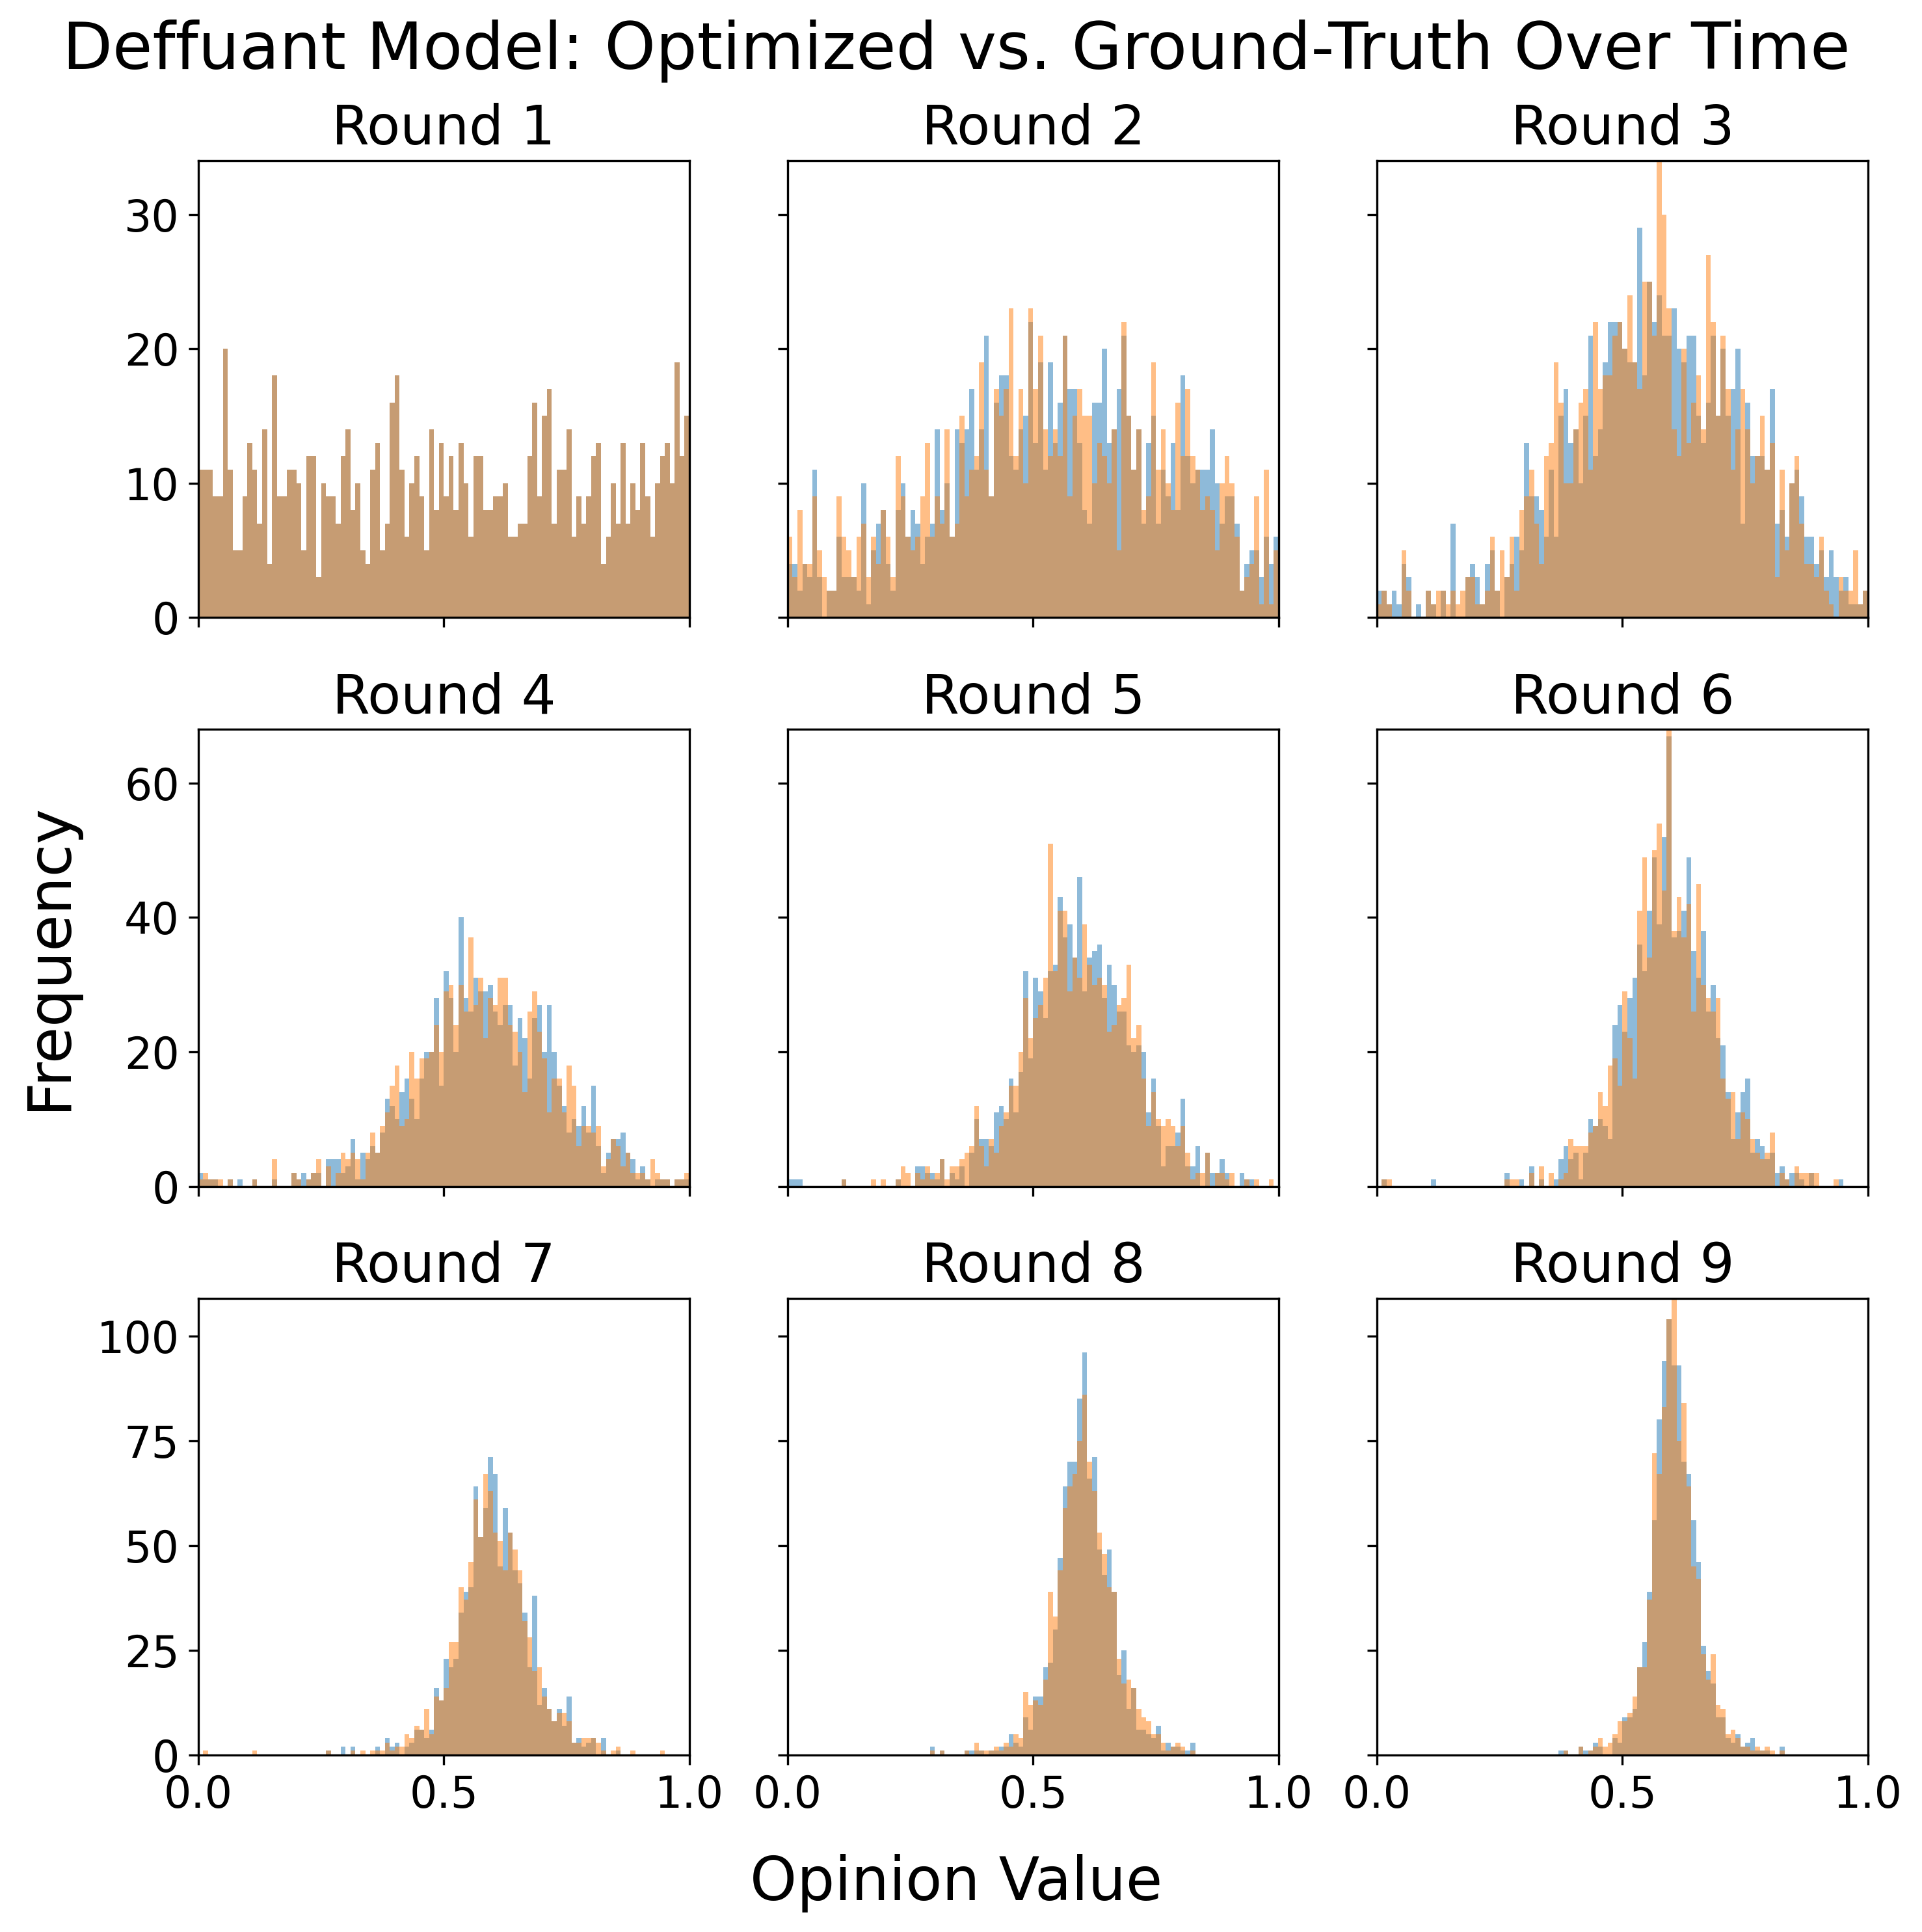 Deffuant Model: Optimized vs. Ground-Truth Over Time
Round 1
Round 2
Round 3
30
20
10
0
Round 4
Round 5
Round 6
60
40
20
0
Frequency
Round 7
Round 8
Round 9
100
75
50
25
0
0.0 0.5 1.0
0.0 0.5 1.0
0.0 0.5 1.0
Opinion Value